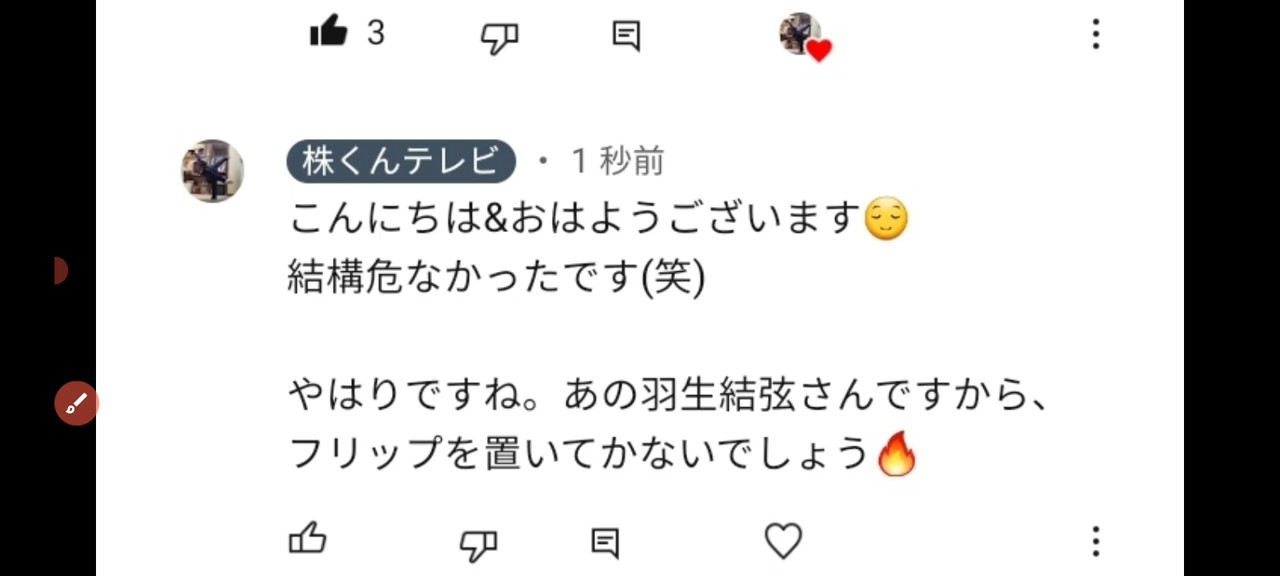 3
株くんテレビ ・ 1 秒前
こんにちは&おはようございます😌
結構危なかったです(笑)
やはりですね。あの羽生結弦さんですから、
フリップを置いてかないでしょう🔥